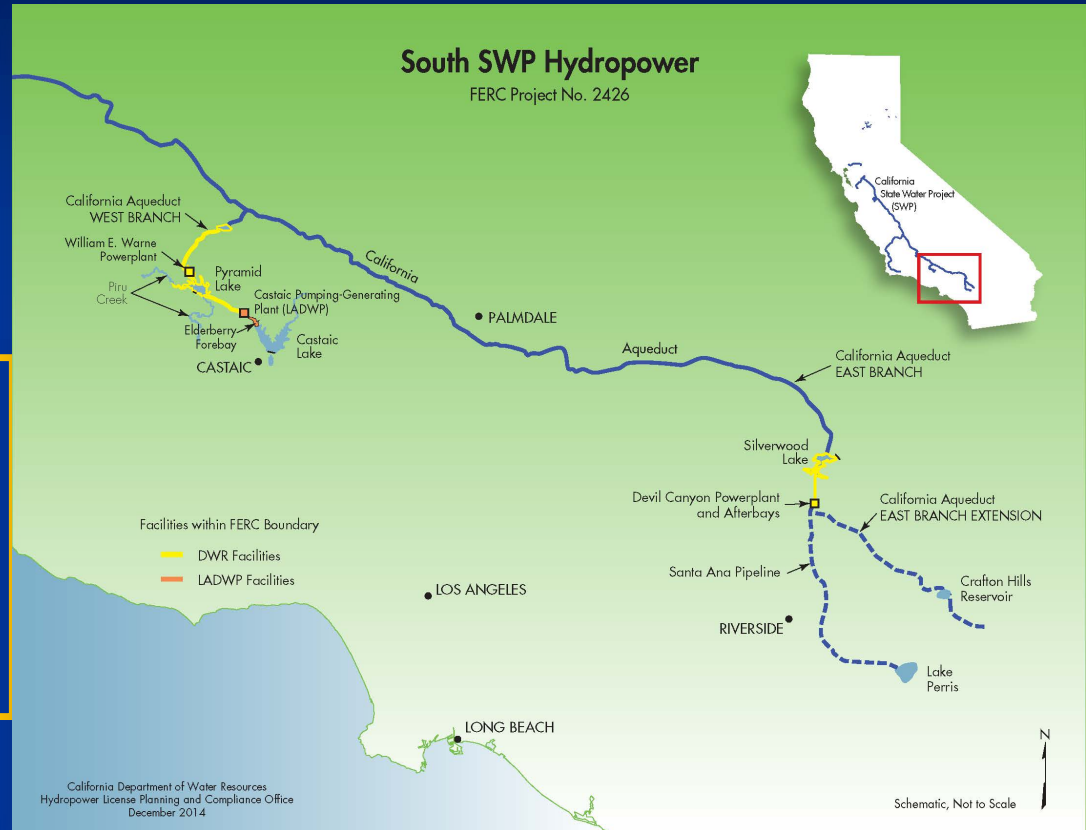 South SWP Hydropower
FERC Project No. 2426
California
State Water Project
(SWP)
California Aqueduct
WEST BRANCH
William E. Warne
Powerplant
Pyramid
Lake
Piru
Creek
Castaic Pumping-Generating
Plant (LADWP)
Elderberry
Forebay
Castaic
Lake
CASTAIC
California
PALMDALE
Aqueduct
California Aqueduct
EAST BRANCH
Silverwood
Lake
Devil Canyon Powerplant
and Afterbays
California Aqueduct
EAST BRANCH EXTENSION
Santa Ana Pipeline
Crafton Hills
Reservoir
Facilities within FERC Boundary
DWR Facilities
LADWP Facilities
LOS ANGELES
RIVERSIDE
Lake
Perris
LONG BEACH
N
California Department of Water Resources
Hydropower License Planning and Compliance Office
December 2014
Schematic, Not to Scale